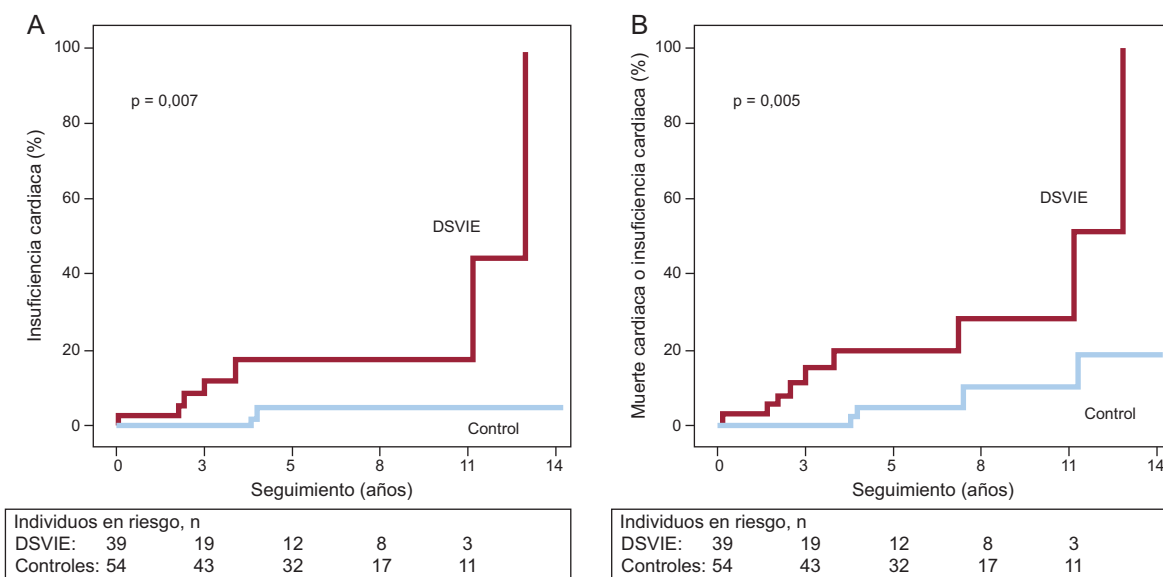 A
Insuficiencia cardiaca (%)
100
80
60
40
20
0
p = 0,007
DSVIE
Control
0 3 5 8 11 14
Seguimiento (años)
Individuos en riesgo, n
DSVIE: 39 19 12 8 3
Controles: 54 43 32 17 11
B
Muerte cardiaca o insuficiencia cardiaca (%)
100
80
60
40
20
0
p = 0,005
DSVIE
Control
0 3 5 8 11 14
Seguimiento (años)
Individuos en riesgo, n
DSVIE: 39 19 12 8 3
Controles: 54 43 32 17 11